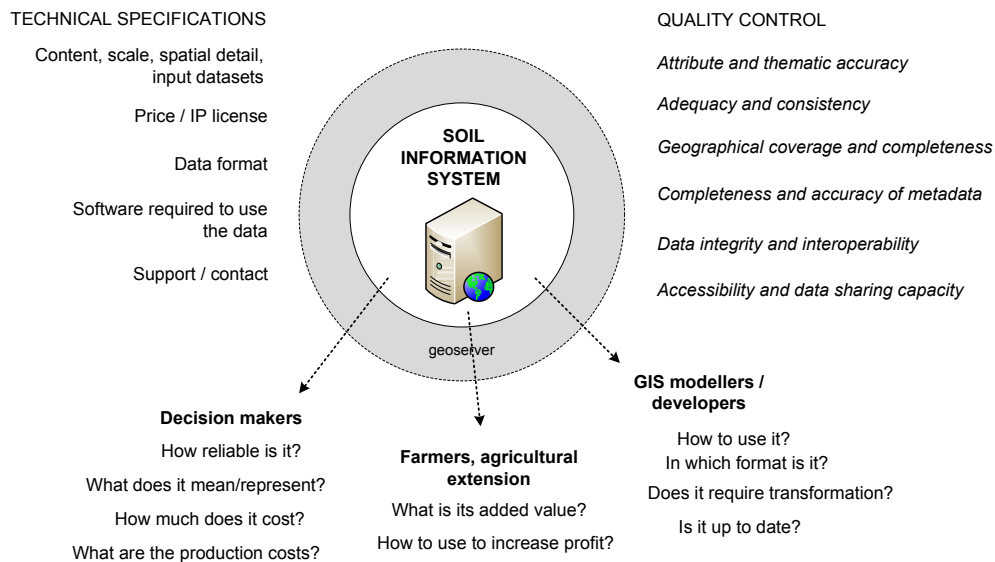 TECHNICAL SPECIFICATIONS
Content, scale, spatial detail,
input datasets
Price / IP license
Data format
Software required to use
the data
Support / contact
QUALITY CONTROL
Attribute and thematic accuracy
Adequacy and consistency
Geographical coverage and completeness
Completeness and accuracy of metadata
Data integrity and interoperability
Accessibility and data sharing capacity
SOIL
INFORMATION
SYSTEM
geoserver
Decision makers
How reliable is it?
What does it mean/represent?
How much does it cost?
What are the production costs?
Farmers, agricultural
extension
What is its added value?
How to use to increase profit?
GIS modellers /
developers
How to use it?
In which format is it?
Does it require transformation?
Is it up to date?